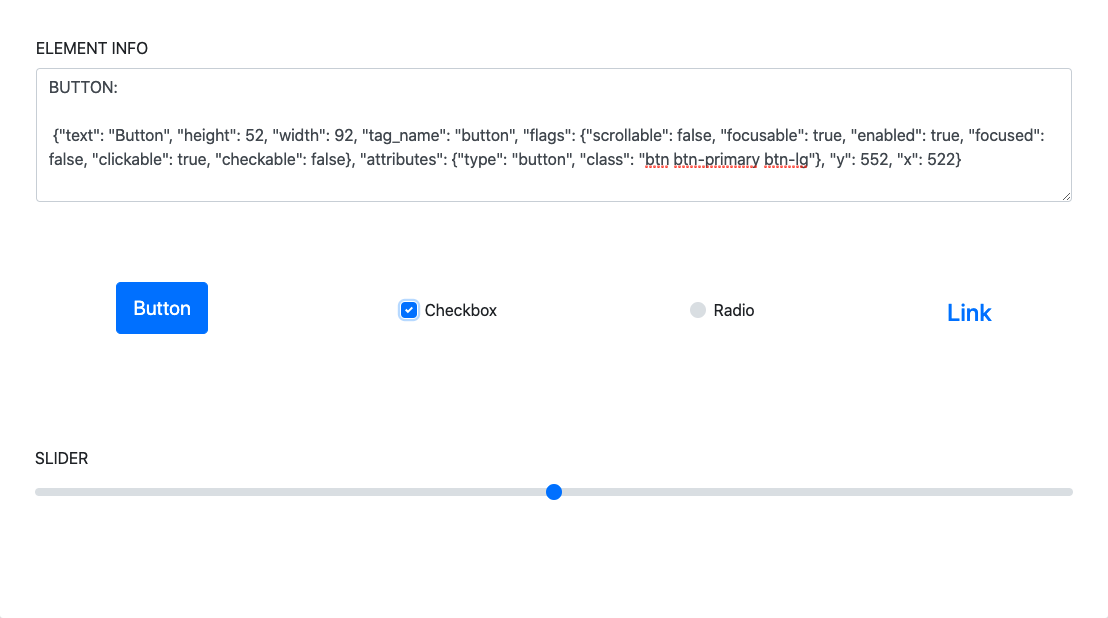 ELEMENT INFO
BUTTON:
{"text": "Button", "height": 52, "width": 92, "tag_name": "button", "flags": {"scrollable": false, "focusable": true, "enabled": true, "focused":
false, "clickable": true, "checkable": false}, "attributes": {"type": "button", "class": "btn btn-primary btn-lg"}, "y": 552, "x": 522}
Button
Checkbox
Radio
Link
SLIDER